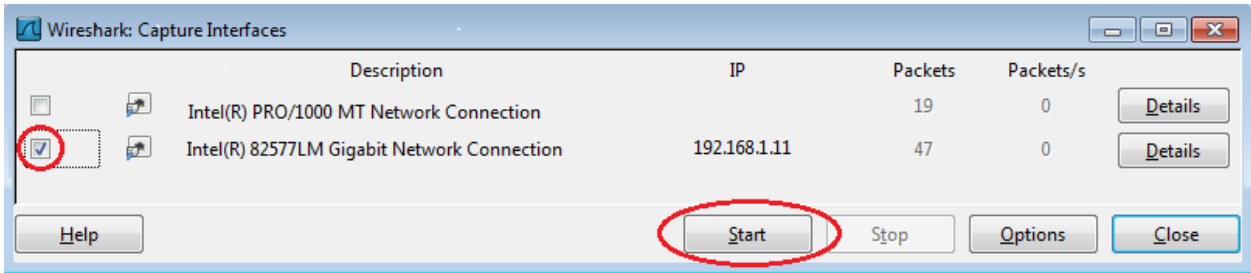 Wireshark: Capture Interfaces
Description IP Packets Packets/s
Intel(R) PRO/1000 MT Network Connection 19 0 Details
Intel(R) 82577LM Gigabit Network Connection 192.168.1.11 47 0 Details
Help Start Stop Options Close